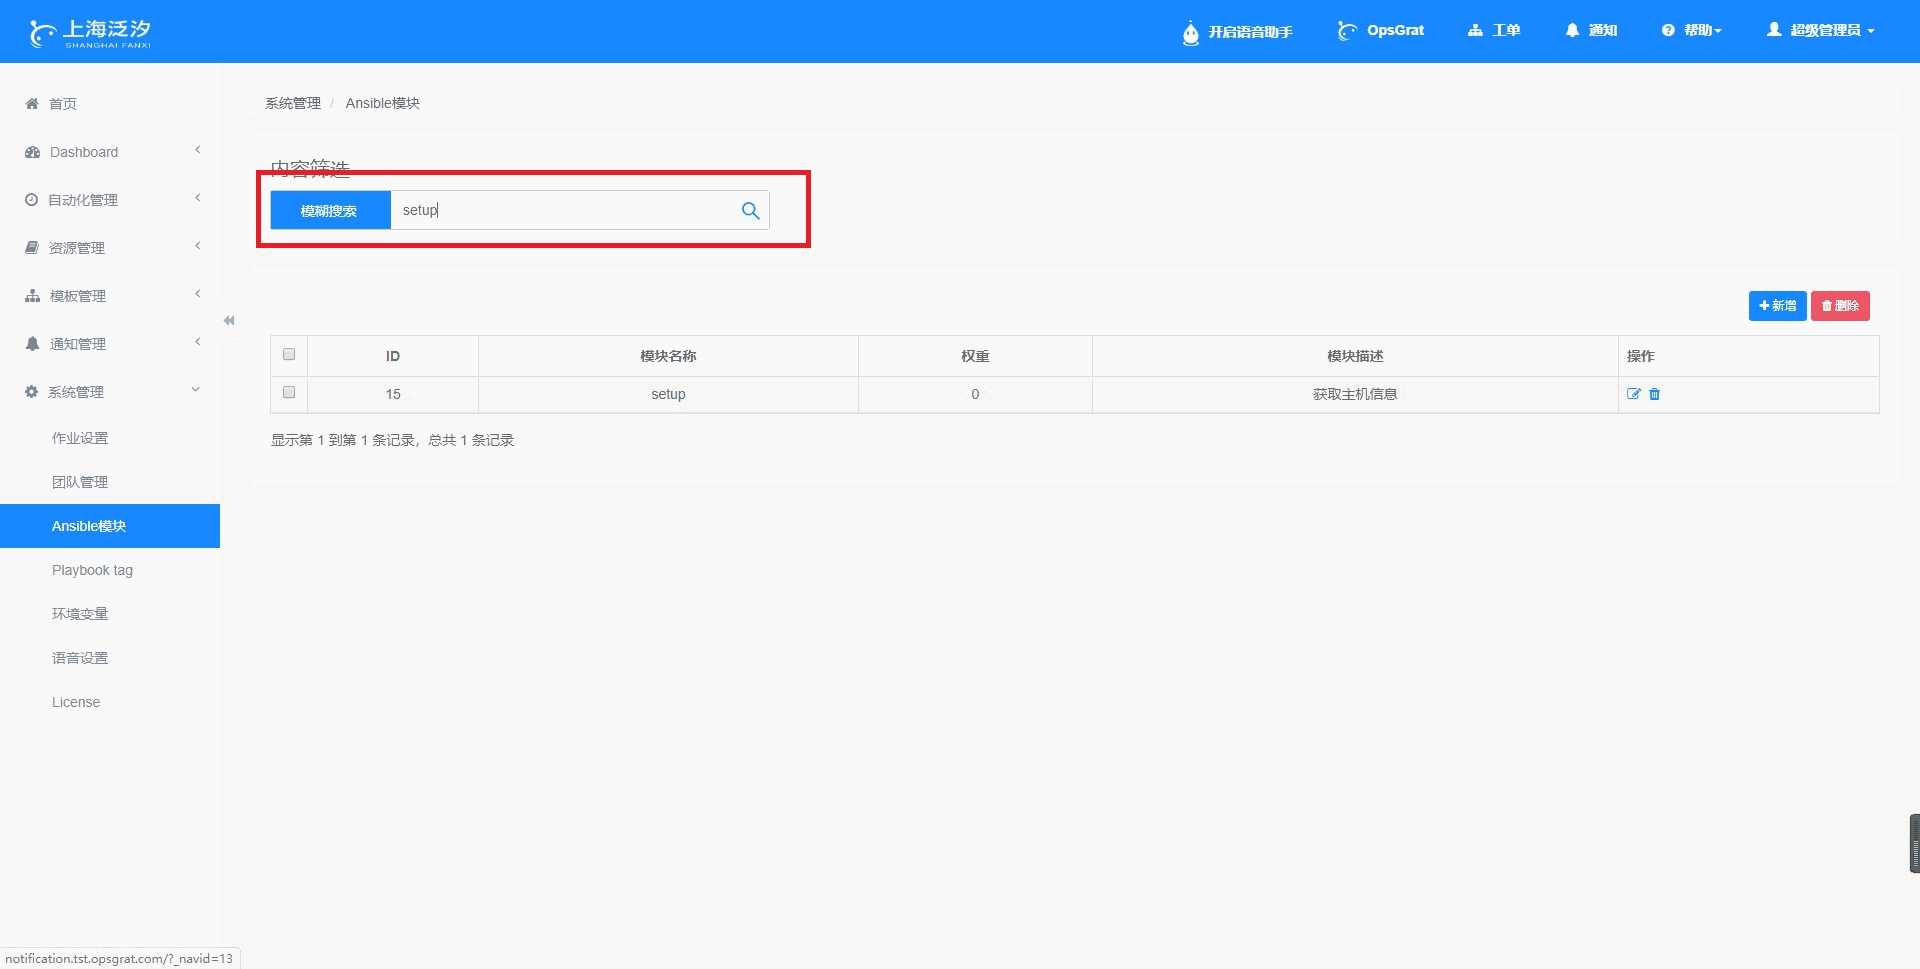 上海泛汐
SHANGHAI FANXI
开启语音助手
OpsGrat
工单
通知
帮助
超级管理员
首页
Dashboard
自动化管理
资源管理
模板管理
通知管理
系统管理
作业设置
团队管理
Ansible模块
Playbook tag
环境变量
语音设置
License
系统管理 / Ansible模块
内容筛选
模糊搜索 setup
新增 删除
ID 模块名称 权重 模块描述 操作
15 setup 0 获取主机信息
显示第 1 到第 1 条记录，总共 1 条记录
notification.tst.opsgrat.com/?_navid=13